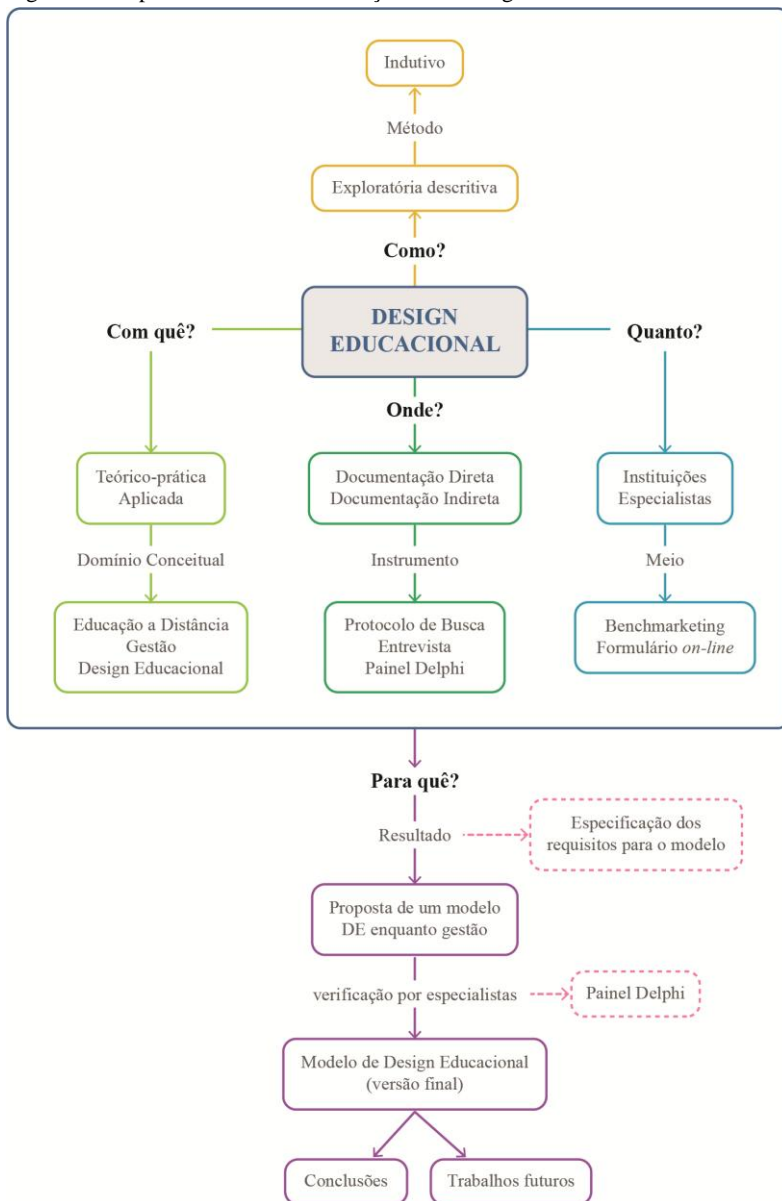 Indutivo
Método
Exploratória descritiva
Como?
DESIGN
EDUCACIONAL
Com quê?
Quanto?
Onde?
Teórico-prática
Aplicada
Documentação Direta
Documentação Indireta
Instituições
Especialistas
Domínio Conceitual
Instrumento
Meio
Educação a Distância
Gestão
Design Educacional
Protocolo de Busca
Entrevista
Painel Delphi
Benchmarketing
Formulário on-line
Para quê?
Resultado
Especificação dos
requisitos para o modelo
Proposta de um modelo
DE enquanto gestão
verificação por especialistas
Painel Delphi
Modelo de Design Educacional
(versão final)
Conclusões
Trabalhos futuros